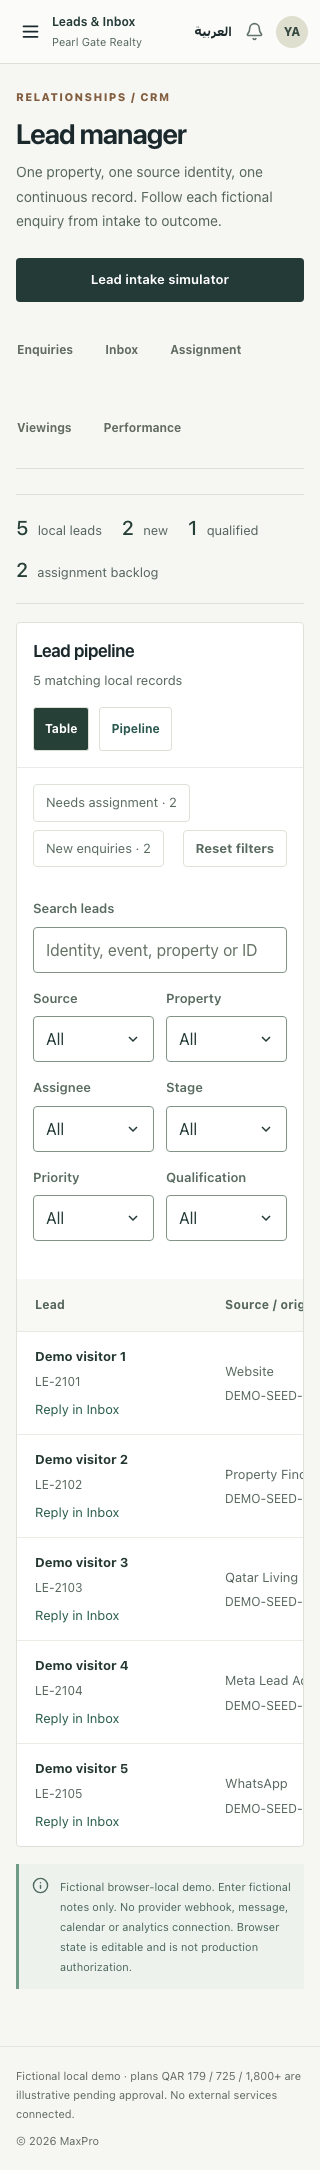 Leads & Inbox
Pearl Gate Realty
العربية
YA
RELATIONSHIPS / CRM
Lead manager
One property, one source identity, one
continuous record. Follow each fictional
enquiry from intake to outcome.
Lead intake simulator
Enquiries Inbox Assignment
Viewings Performance
5 local leads 2 new 1 qualified
2 assignment backlog
Lead pipeline
5 matching local records
Table Pipeline
Needs assignment · 2
New enquiries · 2 Reset filters
Search leads
Identity, event, property or ID
Source Property
All All
Assignee Stage
All All
Priority Qualification
All All
Lead Source / orig
Demo visitor 1
LE-2101
Reply in Inbox
Website
DEMO-SEED-
Demo visitor 2
LE-2102
Reply in Inbox
Property Find
DEMO-SEED-
Demo visitor 3
LE-2103
Reply in Inbox
Qatar Living
DEMO-SEED-
Demo visitor 4
LE-2104
Reply in Inbox
Meta Lead Ad
DEMO-SEED-
Demo visitor 5
LE-2105
Reply in Inbox
WhatsApp
DEMO-SEED-
Fictional browser-local demo. Enter fictional
notes only. No provider webhook, message,
calendar or analytics connection. Browser
state is editable and is not production
authorization.
Fictional local demo · plans QAR 179 / 725 / 1,800+ are
illustrative pending approval. No external services
connected.
© 2026 MaxPro